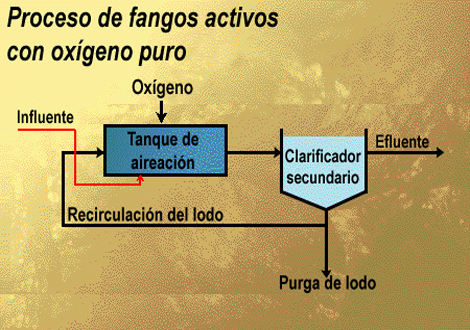 Proceso de fangos activos
con oxígeno puro
Oxígeno
Influente
Tanque de
aireación
Clarificador
secundario
Efluente
Recirculación del lodo
Purga de lodo